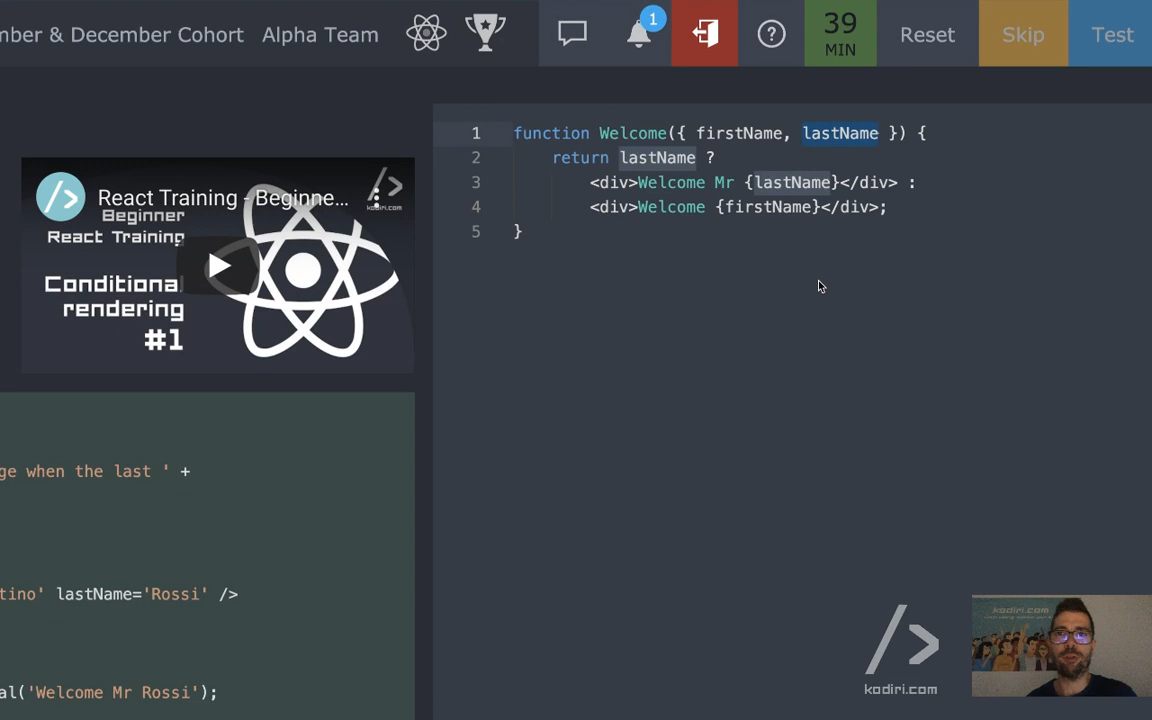 mber & December Cohort Alpha Team 1 39 MIN Reset Skip Test
React Training - Beginne...
kodiri.com
Beginner
React Training
Conditional
rendering
#1
1 function Welcome({ firstName, lastName }) {
2 return lastName ?
3 <div>Welcome Mr {lastName}</div> :
4 <div>Welcome {firstName}</div>;
5 }
ge when the last ' +
tino' lastName='Rossi' />
al('Welcome Mr Rossi');
/>
kodiri.com
kodiri.com